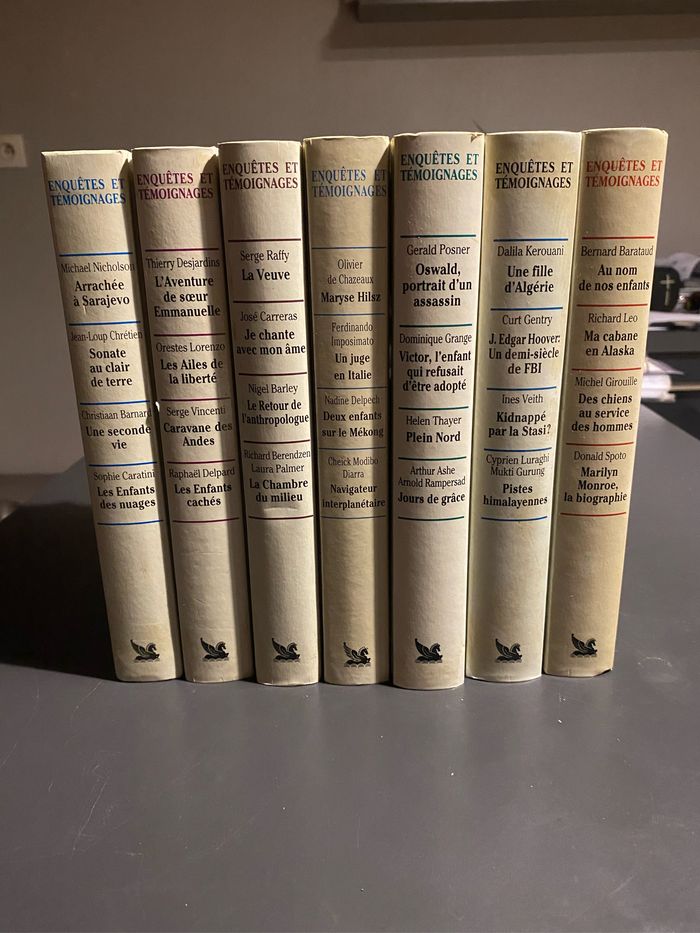 ENQUÊTES ET
TÉMOIGNAGES
Michael Nicholson
Arrachée
à Sarajevo
Jean-Loup Chrétien
Sonate
au clair
de terre
Christiaan Barnard
Une seconde
vie
Sophie Caratini
Les Enfants
des nuages
ENQUÊTES ET
TÉMOIGNAGES
Thierry Desjardins
L'Aventure
de sœur
Emmanuelle
Orestes Lorenzo
Les Ailes de
la liberté
Serge Vincenti
Caravane des
Andes
Raphaël Delpard
Les Enfants
cachés
ENQUÊTES ET
TÉMOIGNAGES
Serge Raffy
La Veuve
José Carreras
Je chante
avec mon âme
Nigel Barley
Le Retour de
l'anthropologue
Richard Berendzen
Laura Palmer
La Chambre
du milieu
ENQUÊTES ET
TÉMOIGNAGES
Olivier
de Chazeaux
Maryse Hilsz
Ferdinando
Imposimato
Un juge
en Italie
Nadine Delpech
Deux enfants
sur le Mékong
Cheick Modibo
Diarra
Navigateur
interplanétaire
ENQUÊTES ET
TÉMOIGNAGES
Gerald Posner
Oswald,
portrait d'un
assassin
Dominique Grange
Victor, l'enfant
qui refusait
d'être adopté
Helen Thayer
Plein Nord
Arthur Ashe
Arnold Rampersad
Jours de grâce
ENQUÊTES ET
TÉMOIGNAGES
Dalila Kerouani
Une fille
d'Algérie
Curt Gentry
J. Edgar Hoover:
Un demi-siècle
de FBI
Ines Veith
Kidnappé
par la Stasi?
Cyprien Luraghi
Mukti Gurung
Pistes
himalayennes
ENQUÊTES ET
TÉMOIGNAGES
Bernard Barataud
Au nom
de nos enfants
Richard Leo
Ma cabane
en Alaska
Michel Girouille
Des chiens
au service
des hommes
Donald Spoto
Marilyn
Monroe,
la biographie